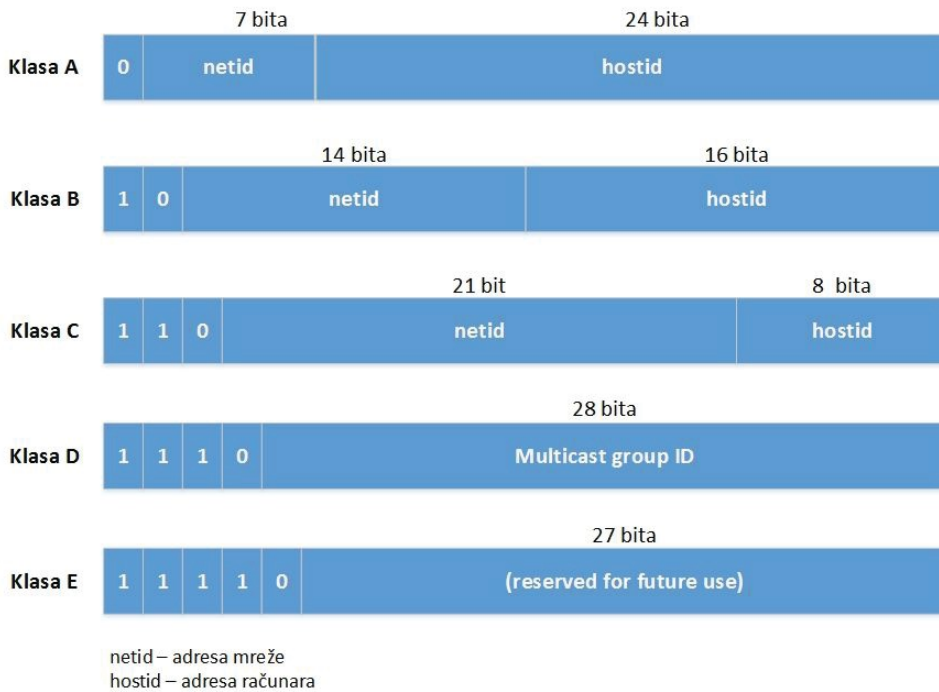 7 bita 24 bita
Klasa A 0 netid hostid
14 bita 16 bita
Klasa B 1 0 netid hostid
21 bit 8 bita
Klasa C 1 1 0 netid hostid
28 bita
Klasa D 1 1 1 0 Multicast group ID
27 bita
Klasa E 1 1 1 1 0 (reserved for future use)
netid – adresa mreže
hostid – adresa računara